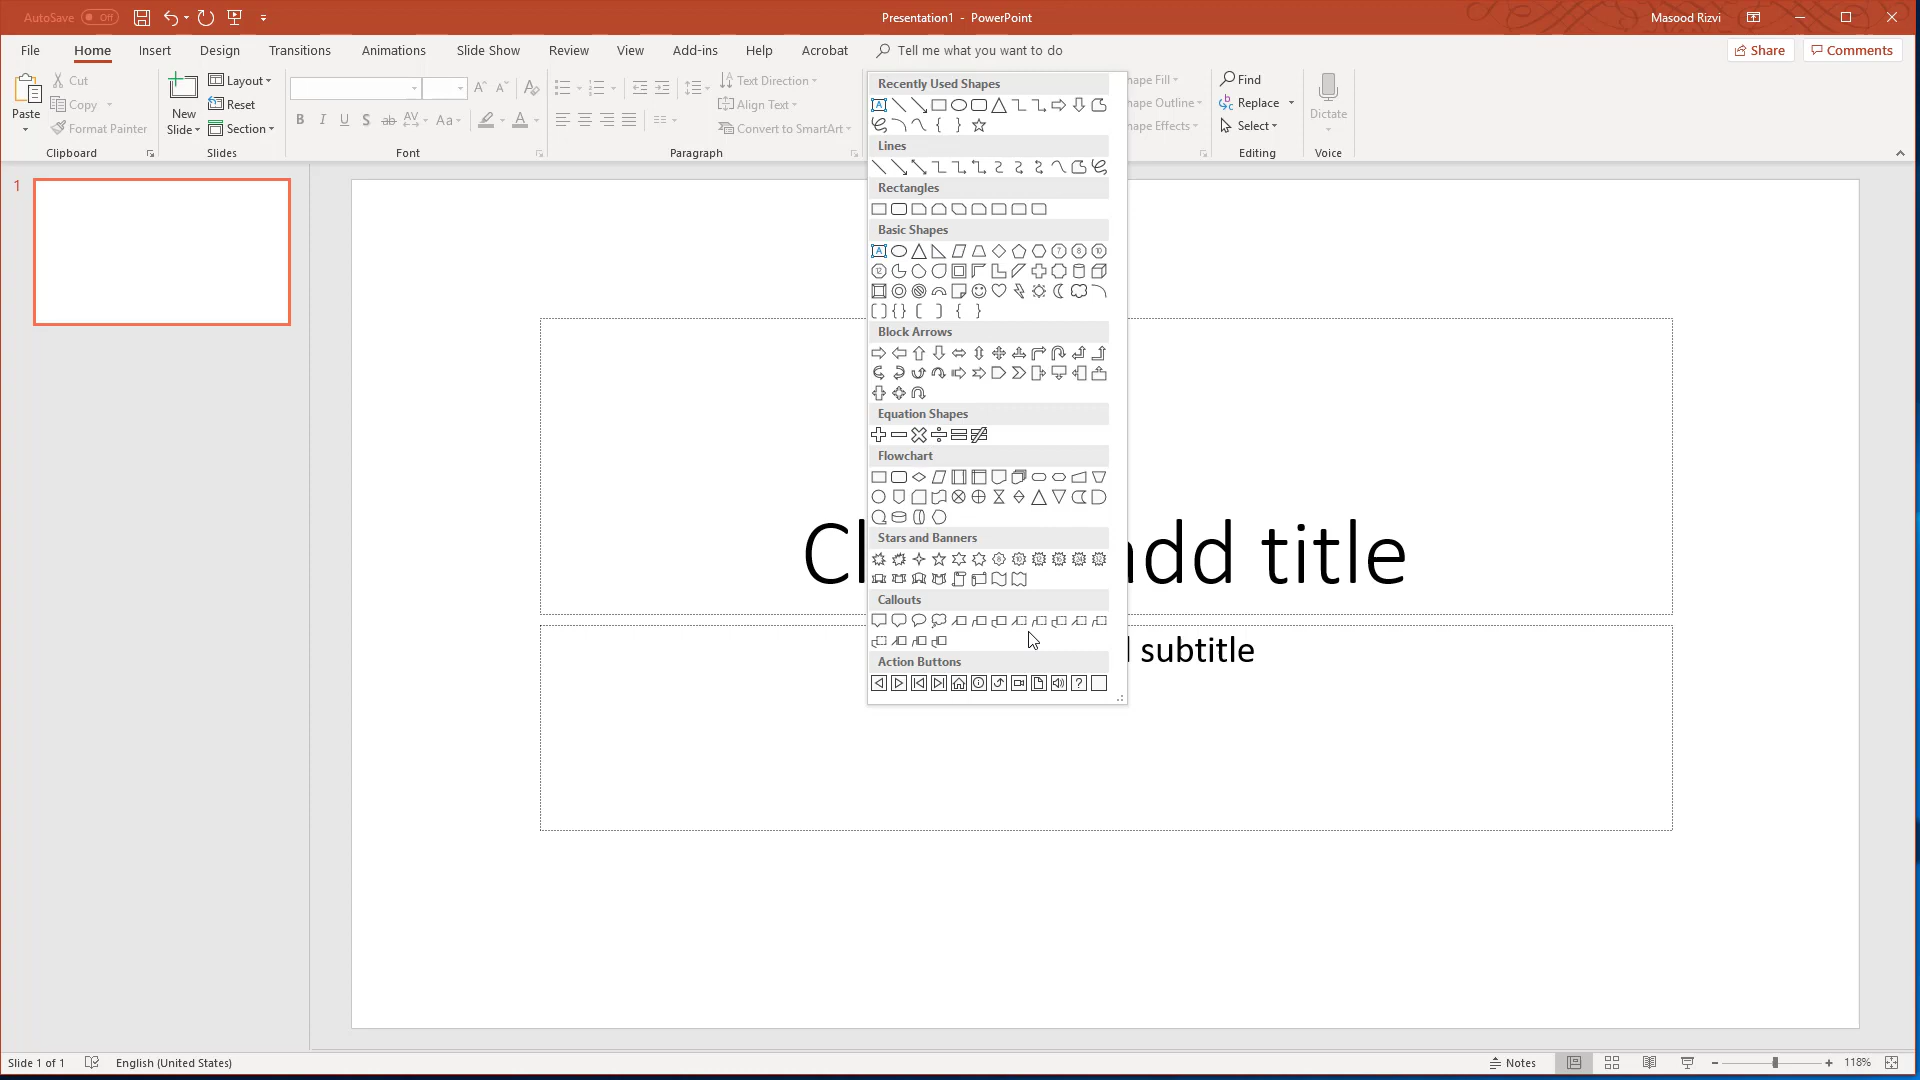 AutoSave Off
Presentation1 - PowerPoint
Masood Rizvi
File Home Insert Design Transitions Animations Slide Show Review View Add-ins Help Acrobat Tell me what you want to do
Share Comments
Paste
Cut
Copy
Format Painter
Clipboard
New
Slide
Layout
Reset
Section
Slides
B I U S ab AV Aa A
Font
Text Direction
Align Text
Convert to SmartArt
Paragraph
Recently Used Shapes
Lines
Rectangles
Basic Shapes
Block Arrows
Equation Shapes
Flowchart
Stars and Banners
Callouts
Action Buttons
hape Fill
hape Outline
hape Effects
Find
Replace
Select
Editing
Dictate
Voice
1
Cl dd title
subtitle
Slide 1 of 1 English (United States)
Notes
118%